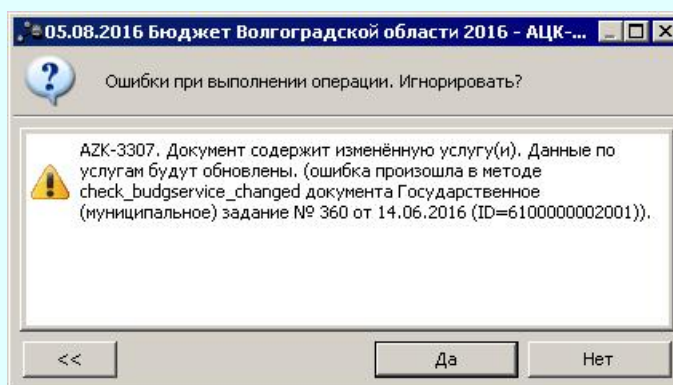 05.08.2016 Бюджет Волгоградской области 2016 - АЦК-...
Ошибки при выполнении операции. Игнорировать?
AZK-3307. Документ содержит изменённую услугу(и). Данные по
услугам будут обновлены. (ошибка произошла в методе
check_budgservice_changed документа Государственное
(муниципальное) задание № 360 от 14.06.2016 (ID=6100000002001)).
<< Да Нет